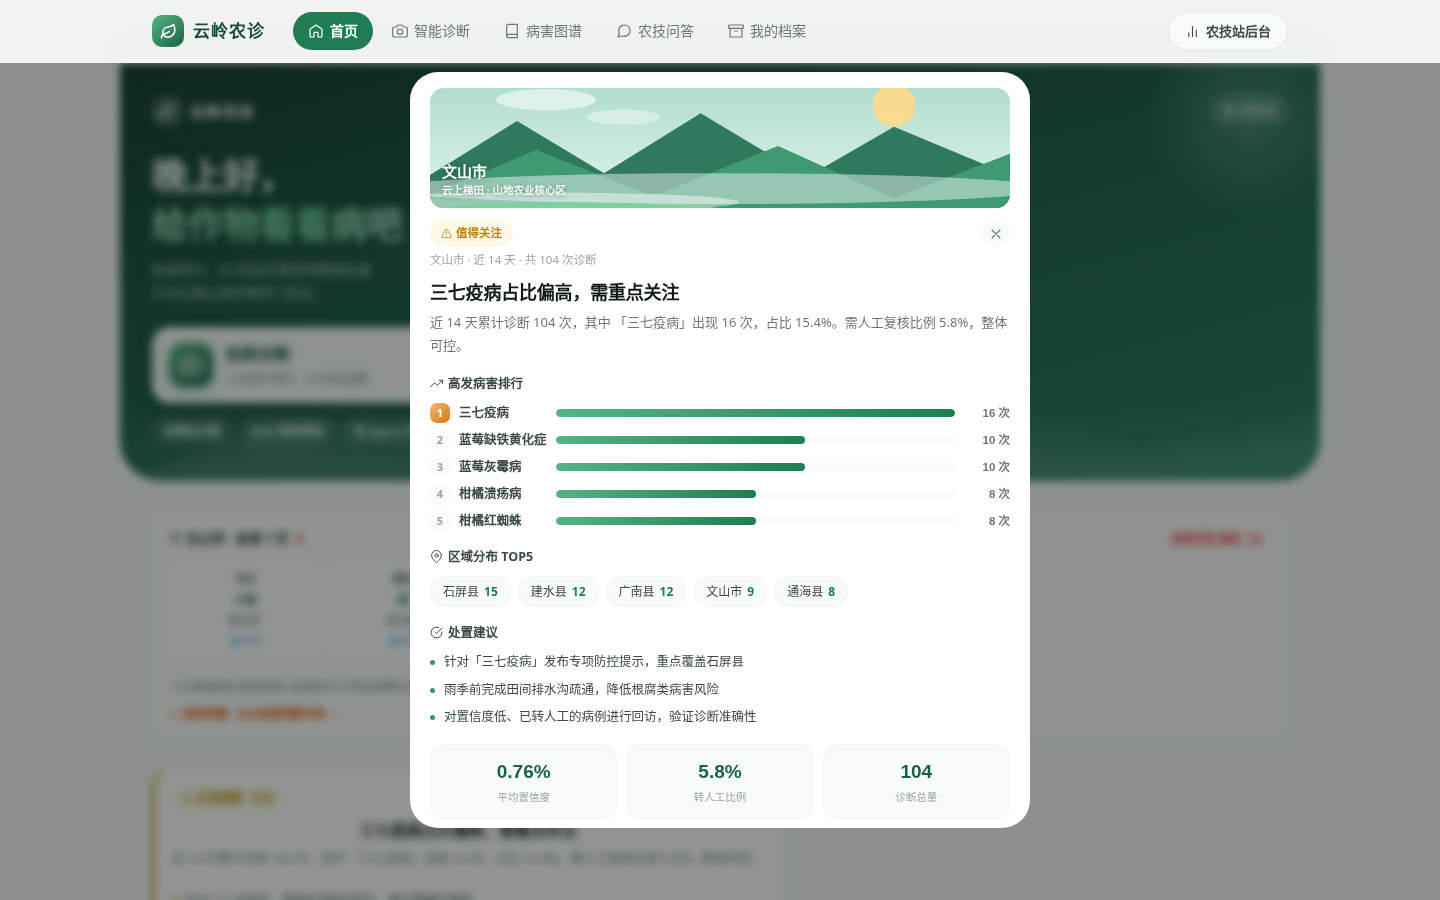 云岭农诊
首页
智能诊断
病害图谱
农技问答
我的档案
农技站后台
晚上好，
给作物看看病吧
文山市
云上梯田 · 山地农业核心区
值得关注
文山市 · 近 14 天 · 共 104 次诊断
三七疫病占比偏高，需重点关注
近 14 天累计诊断 104 次，其中 「三七疫病」出现 16 次，占比 15.4%。需人工复核比例 5.8%，整体
可控。
高发病害排行
1 三七疫病 16 次
2 蓝莓缺铁黄化症 10 次
3 蓝莓灰霉病 10 次
4 柑橘溃疡病 8 次
5 柑橘红蜘蛛 8 次
区域分布 TOP5
石屏县 15 建水县 12 广南县 12 文山市 9 通海县 8
处置建议
针对「三七疫病」发布专项防控提示，重点覆盖石屏县
雨季前完成田间排水沟疏通，降低根腐类病害风险
对置信度低、已转人工的病例进行回访，验证诊断准确性
0.76% 5.8% 104
平均置信度 转人工比例 诊断总量